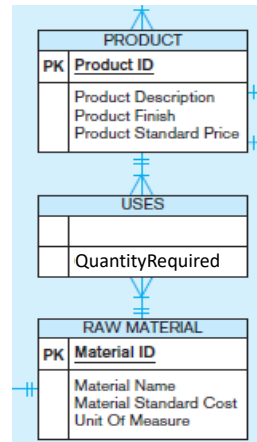 PRODUCT
PK Product ID
Product Description
Product Finish
Product Standard Price
USES
QuantityRequired
RAW MATERIAL
PK Material ID
Material Name
Material Standard Cost
Unit Of Measure